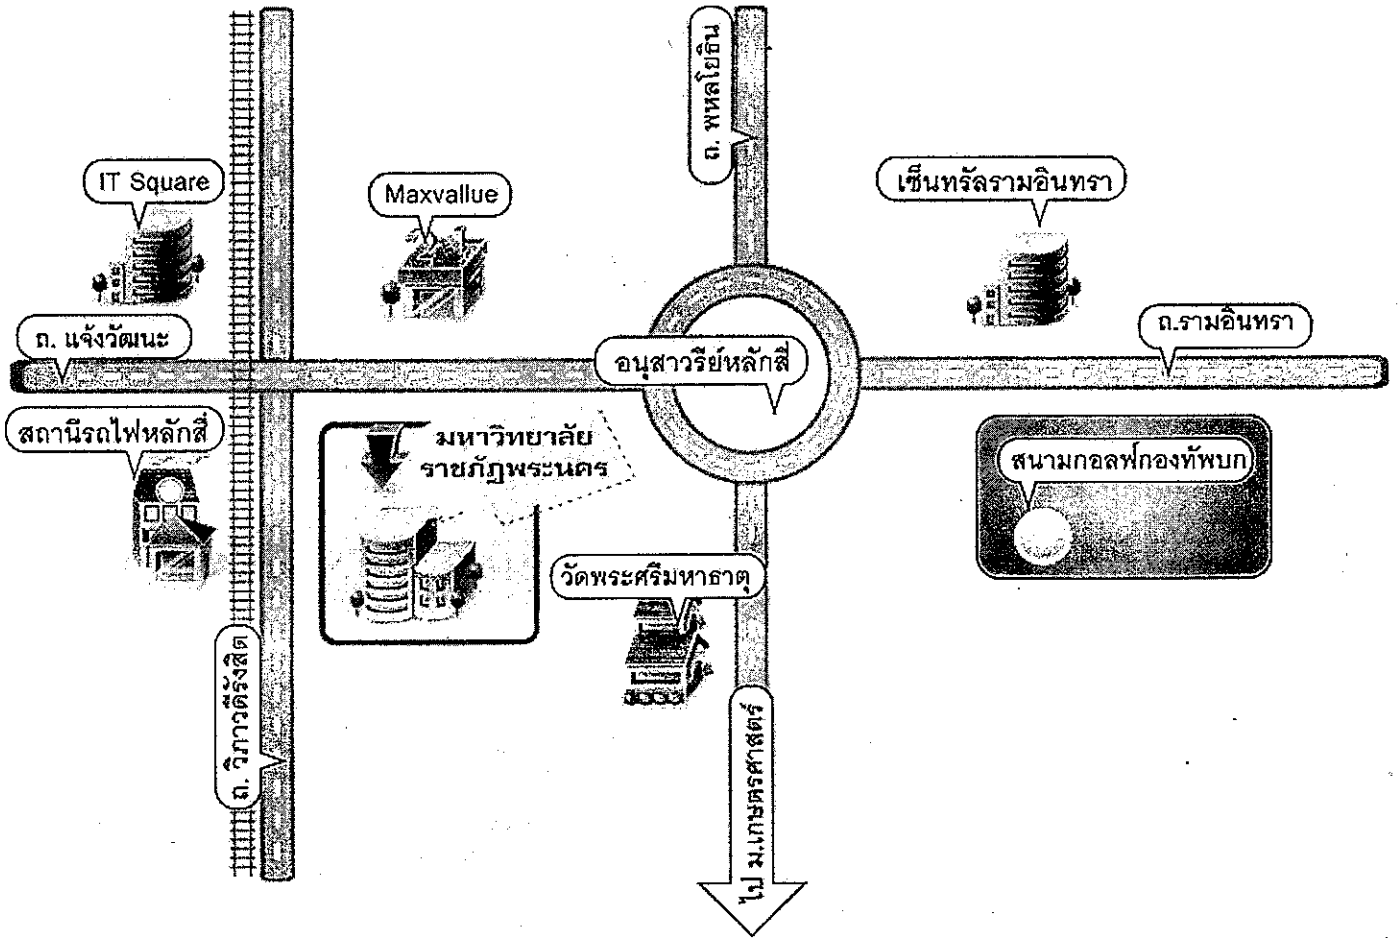 ถ. พหลโยธิน
IT Square
Maxvallue
เซ็นทรัลรามอินทรา
ถ. แจ้งวัฒนะ
อนุสาวรีย์หลักสี่
ถ.รามอินทรา
สถานีรถไฟหลักสี่
มหาวิทยาลัย
ราชภัฏพระนคร
สนามกอลฟกองทัพบก
วัดพระศรีมหาธาตุ
ถ. วิภาวดีรังสิต
ไป ม.เกษตรศาสตร์